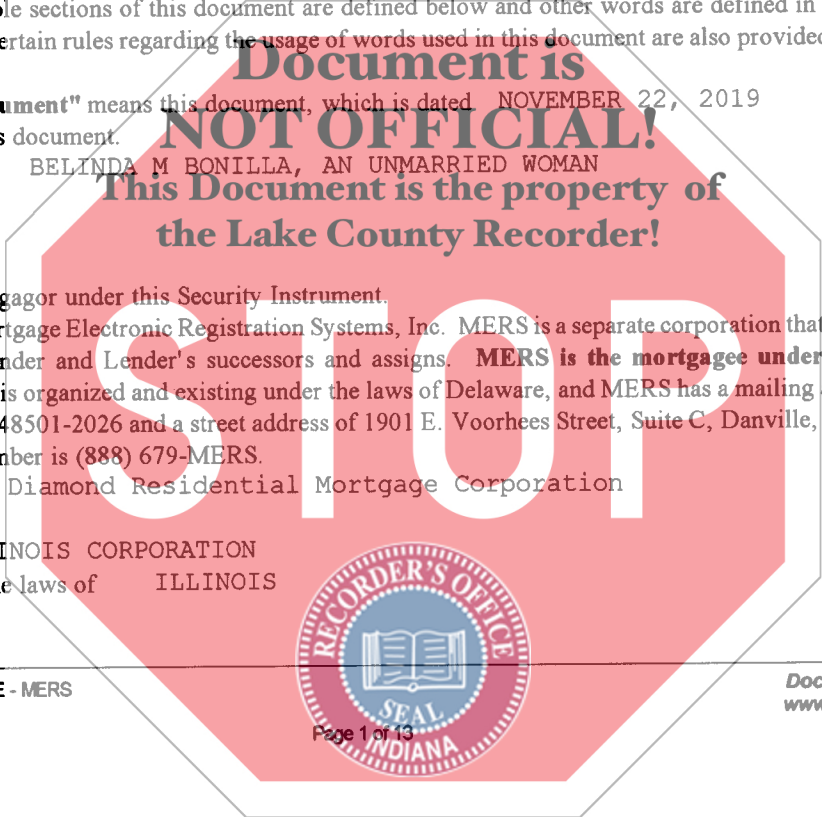 le sections of this document are defined below and other words are defined in
ertain rules regarding the usage of words used in this document are also provided
Document is
ument" means this document, which is dated NOVEMBER 22, 2019
s document.
NOT OFFICIAL!
BELINDA M BONILLA, AN UNMARRIED WOMAN
This Document is the property of
the Lake County Recorder!
gagor under this Security Instrument.
rtgage Electronic Registration Systems, Inc. MERS is a separate corporation that
nder and Lender's successors and assigns. MERS is the mortgagee under
is organized and existing under the laws of Delaware, and MERS has a mailing
48501-2026 and a street address of 1901 E. Voorhees Street, Suite C, Danville,
nber is (888) 679-MERS.
STOP
Diamond Residential Mortgage Corporation
INOIS CORPORATION
e laws of ILLINOIS
RECORDER'S OFFICE
SEAL
INDIANA
E - MERS
Doc
www
Page 1 of 13